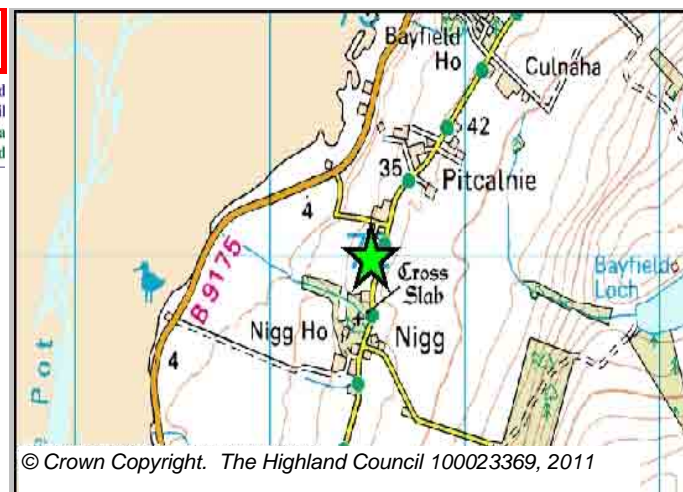 Bayfield
Ho
Culnaha
42
35
Pitcalnie
4
B 9175
Cross
Slab
Bayfield
Loch
Nigg Ho
Nigg
4
Pot
© Crown Copyright. The Highland Council 100023369, 2011